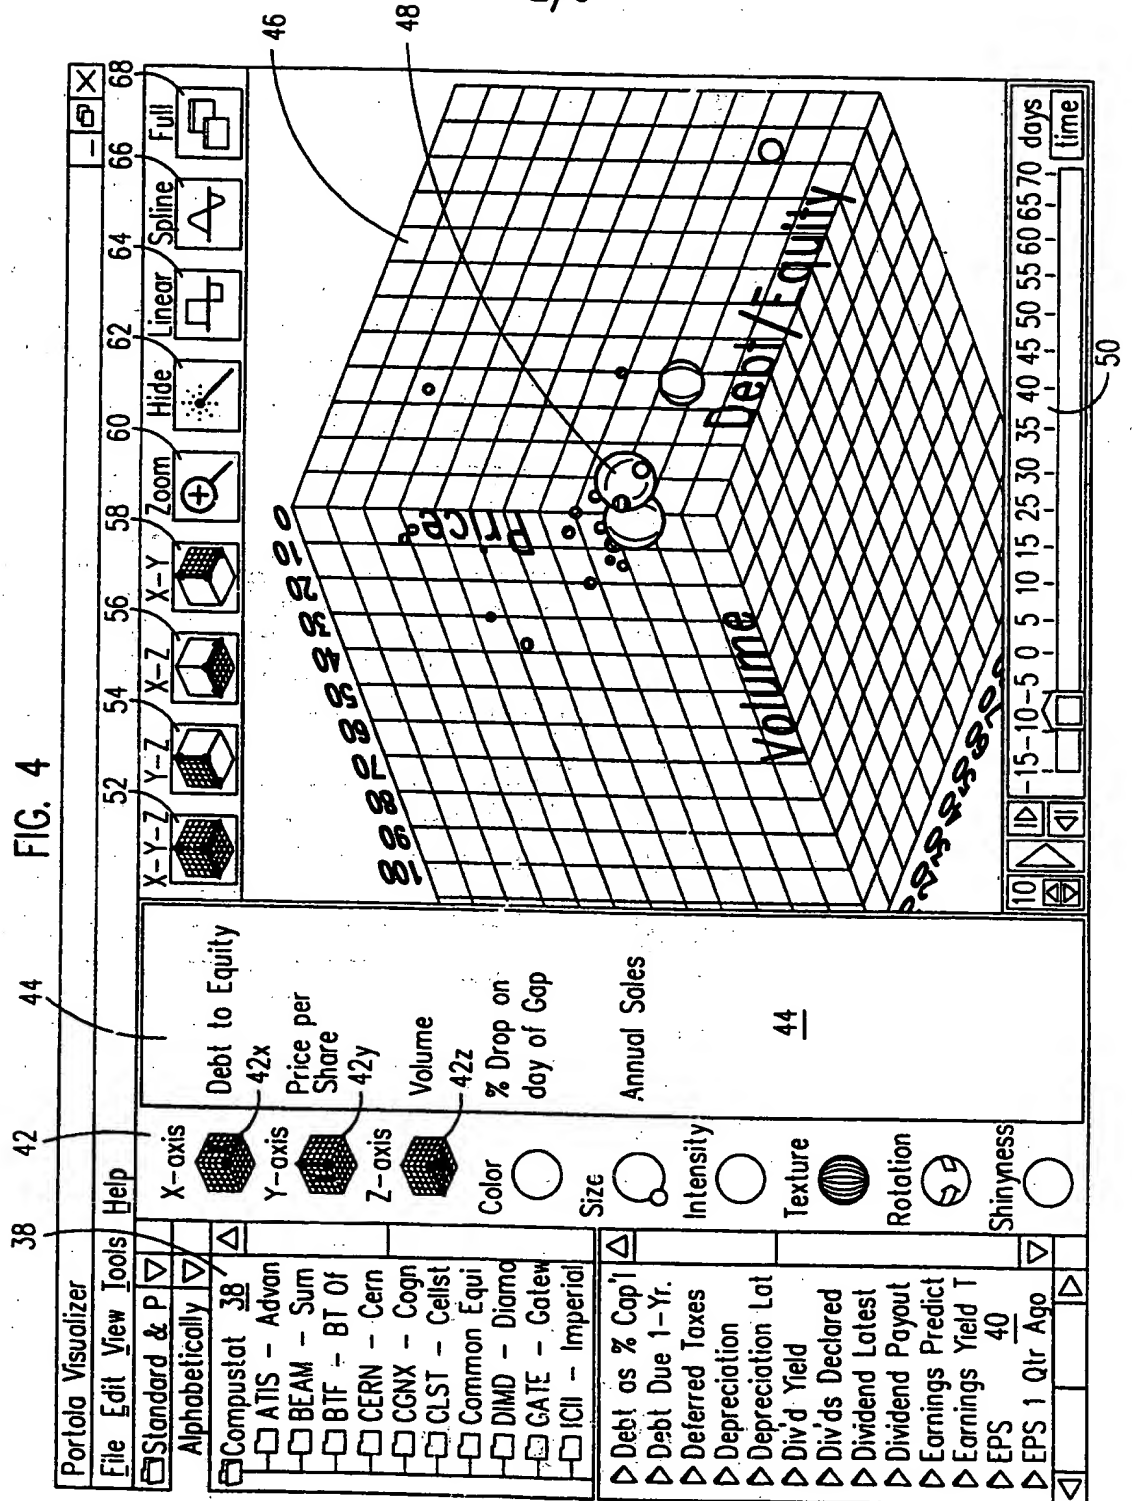 FIG. 4
Portola Visualizer
File Edit View Tools Help
38
42
44
52
54
56
58
60
62
64
66
68
46
48
Standard & P
Alphabetically
Compustat 38
ATIS - Advan
BEAM - Sum
BTF - BT Of
CERN - Cern
CGNX - Cogn
CLST - Cellst
Common Equi
DIMD - Diamo
GATE - Gatew
ICII - Imperial
Debt as % Cap'l
Debt Due 1-Yr.
Deferred Taxes
Depreciation
Depreciation Lat
Div'd Yield
Div'ds Declared
Dividend Latest
Dividend Payout
Earnings Predict
Earnings Yield T
EPS 40
EPS 1 Qtr Ago
X-axis
42x
Y-axis
42y
Z-axis
42z
Color
Size
Intensity
Texture
Rotation
Shinyness
Debt to Equity
Price per
Share
Volume
% Drop on
day of Gap
Annual Sales
44
X-Y-Z
Y-Z
X-Z
X-Y
Zoom
Hide
Linear
Spline
Full
100 90 80 70 60 50 40 30 20 10 0
Price
Volume
Debt/Equity
10
-15 -10 -5 0 5 10 15 25 30 35 40 45 50 55 60 65 70 days
time
50